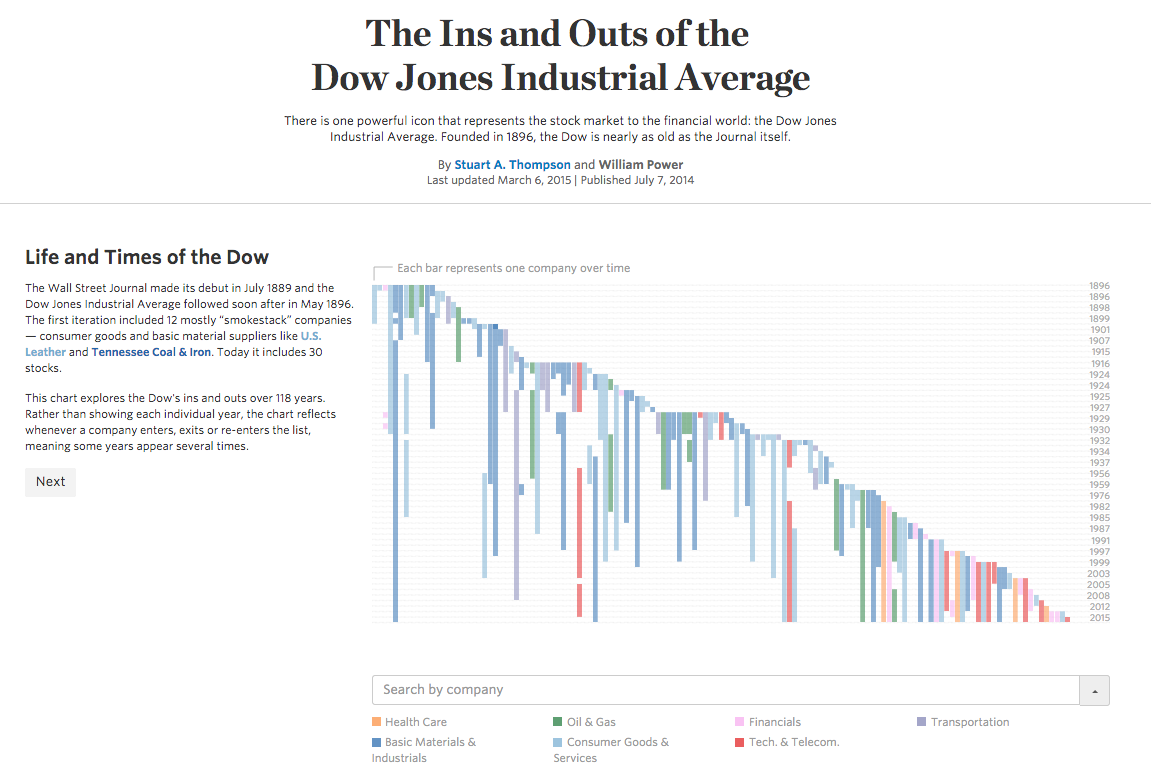 The Ins and Outs of the
Dow Jones Industrial Average
There is one powerful icon that represents the stock market to the financial world: the Dow Jones
Industrial Average. Founded in 1896, the Dow is nearly as old as the Journal itself.
By Stuart A. Thompson and William Power
Last updated March 6, 2015 | Published July 7, 2014
Life and Times of the Dow
The Wall Street Journal made its debut in July 1889 and the
Dow Jones Industrial Average followed soon after in May 1896.
The first iteration included 12 mostly “smokestack” companies
— consumer goods and basic material suppliers like U.S.
Leather and Tennessee Coal & Iron. Today it includes 30
stocks.
This chart explores the Dow's ins and outs over 118 years.
Rather than showing each individual year, the chart reflects
whenever a company enters, exits or re-enters the list,
meaning some years appear several times.
Next
Each bar represents one company over time
1896
1896
1898
1899
1901
1907
1915
1916
1924
1924
1925
1927
1929
1930
1932
1934
1937
1956
1959
1976
1982
1985
1987
1991
1997
1999
2003
2005
2008
2012
2015
Search by company
Health Care
Oil & Gas
Financials
Transportation
Basic Materials &
Industrials
Consumer Goods &
Services
Tech. & Telecom.